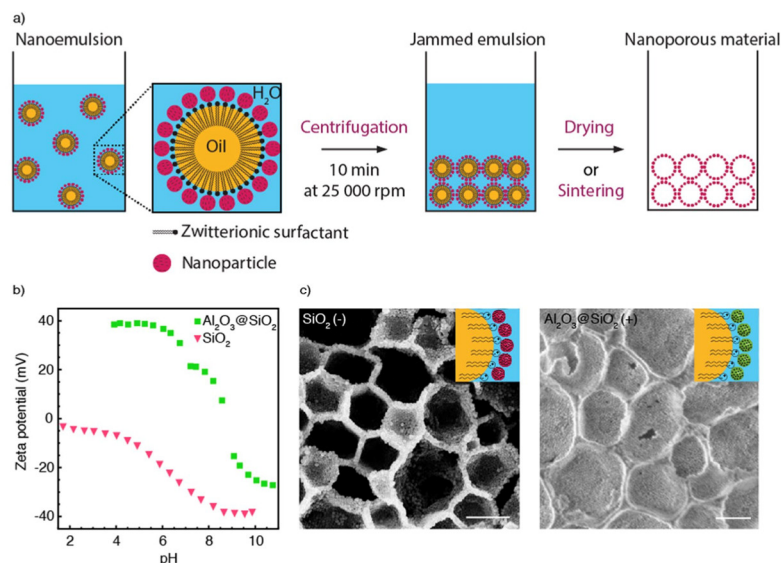 a)
Nanoemulsion
Jammed emulsion
Nanoporous material
H₂O
Oil
Centrifugation
10 min
at 25 000 rpm
Drying
or
Sintering
Zwitterionic surfactant
Nanoparticle
b)
Zeta potential (mV)
40
20
0
-20
-40
Al₂O₃@SiO₂
SiO₂
2
4
6
8
10
pH
c)
SiO₂ (-)
Al₂O₃@SiO₂ (+)